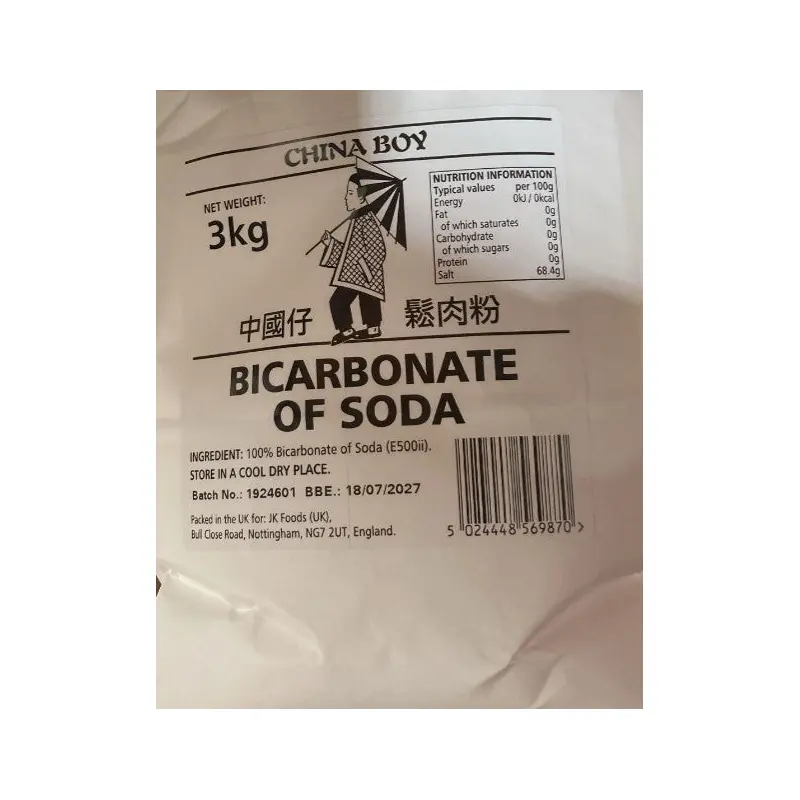 CHINA BOY
NET WEIGHT:
3kg
NUTRITION INFORMATION
Typical values per 100g
Energy 0kJ / 0kcal
Fat 0g
of which saturates 0g
Carbohydrate 0g
of which sugars 0g
Protein 0g
Salt 68.4g
中國仔 鬆肉粉
BICARBONATE
OF SODA
INGREDIENT: 100% Bicarbonate of Soda (E500ii).
STORE IN A COOL DRY PLACE.
Batch No.: 1924601 BBE.: 18/07/2027
Packed in the UK for: JK Foods (UK),
Bull Close Road, Nottingham, NG7 2UT, England.
5 024448 569870 >